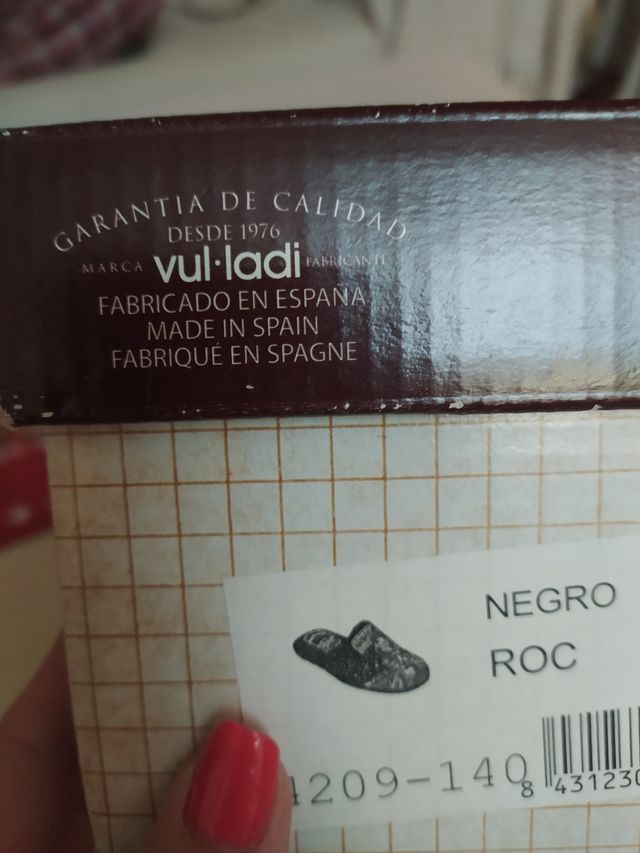 GARANTIA DE CALIDAD
DESDE 1976
MARCA vul·ladi FABRICANTE
FABRICADO EN ESPAÑA
MADE IN SPAIN
FABRIQUÉ EN SPAGNE
NEGRO
ROC
4209-140
8 431230